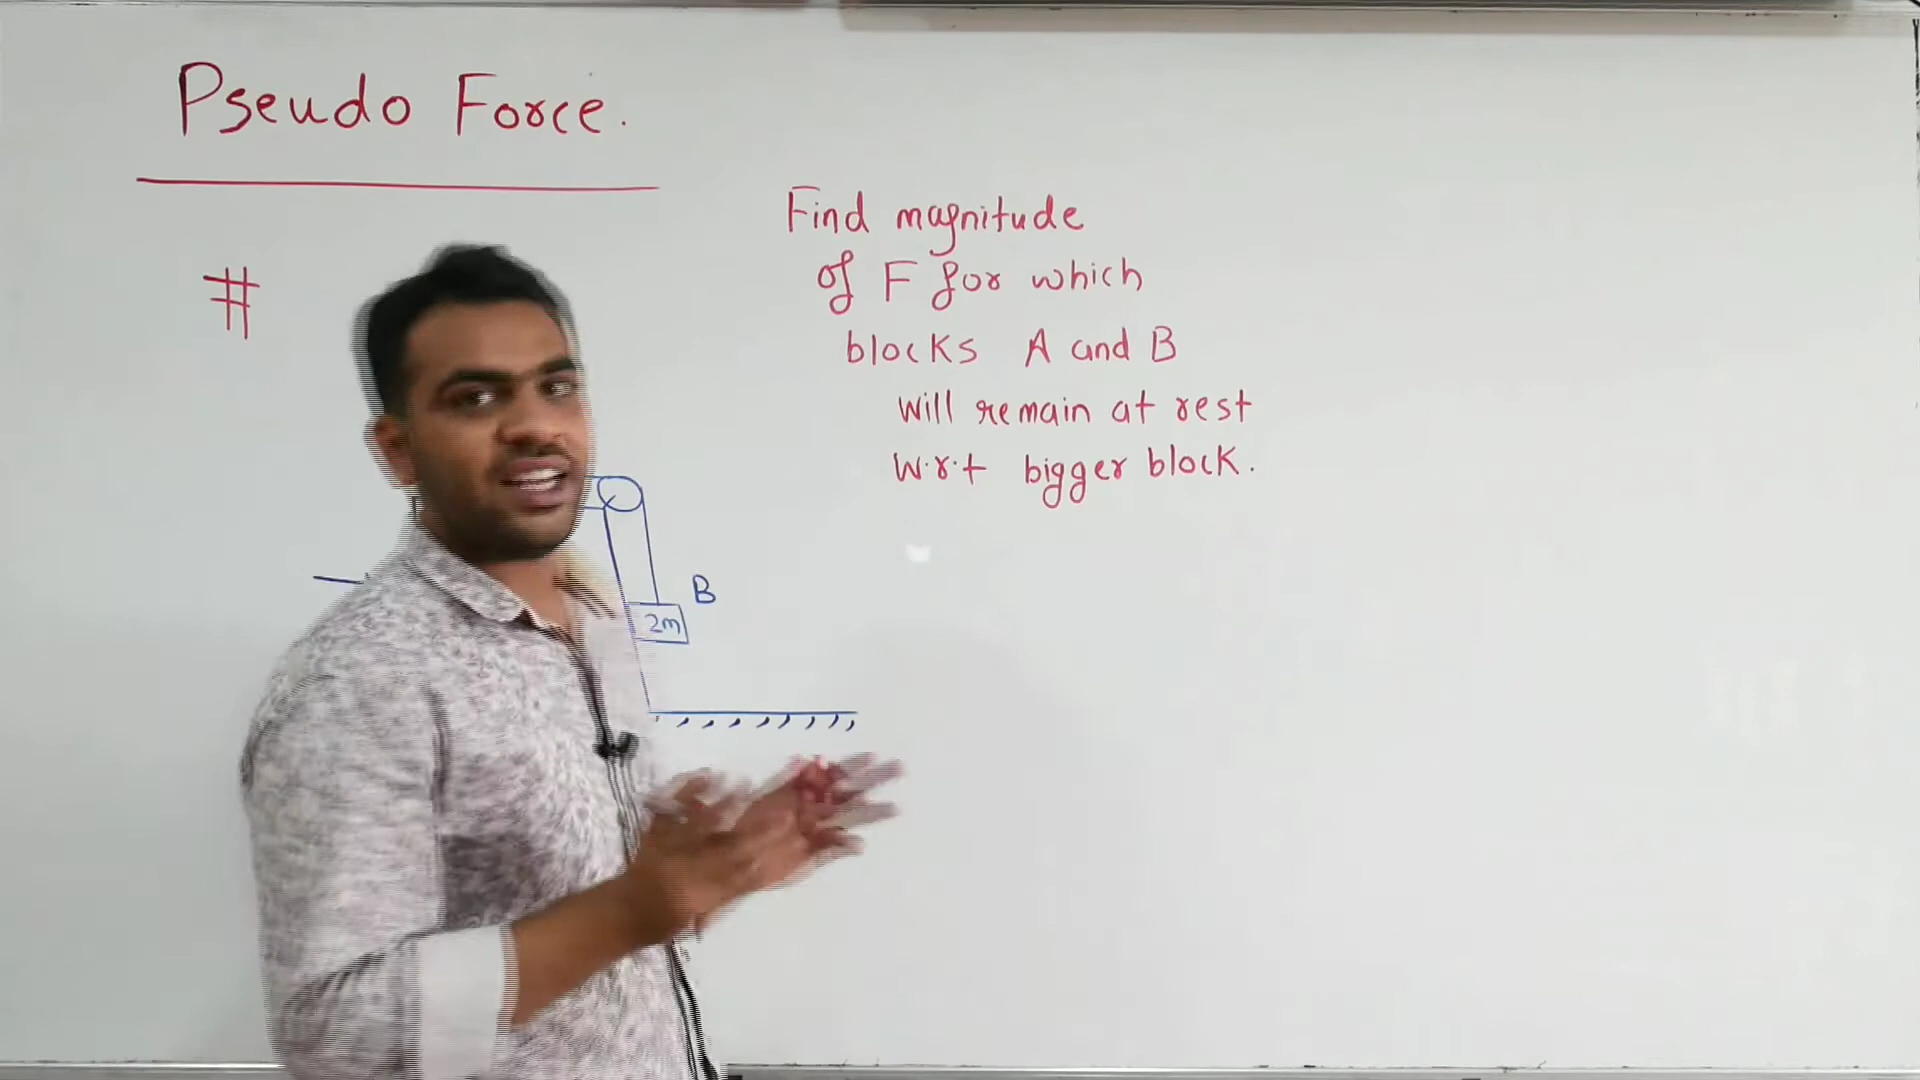 Pseudo Force.
#
Find magnitude
of F for which
blocks A and B
will remain at rest
w.r.t bigger block.
B
2m